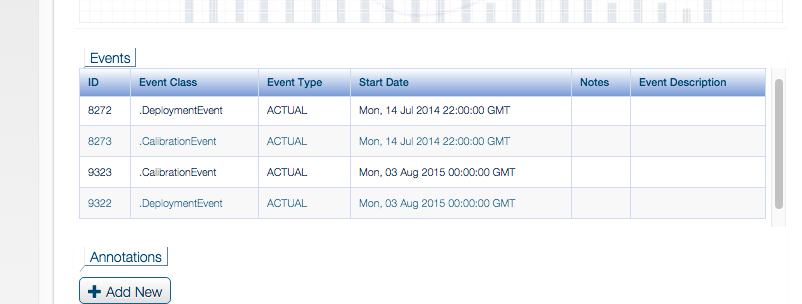 Events
ID Event Class Event Type Start Date Notes Event Description
8272 .DeploymentEvent ACTUAL Mon, 14 Jul 2014 22:00:00 GMT
8273 .CalibrationEvent ACTUAL Mon, 14 Jul 2014 22:00:00 GMT
9323 .CalibrationEvent ACTUAL Mon, 03 Aug 2015 00:00:00 GMT
9322 .DeploymentEvent ACTUAL Mon, 03 Aug 2015 00:00:00 GMT
Annotations
Add New